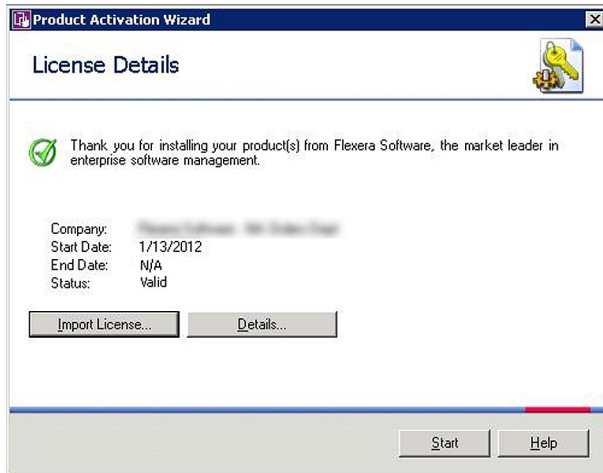 Product Activation Wizard
License Details
Thank you for installing your product(s) from Flexera Software, the market leader in
enterprise software management.
Company:
Start Date: 1/13/2012
End Date: N/A
Status: Valid
Import License... Details...
Start Help